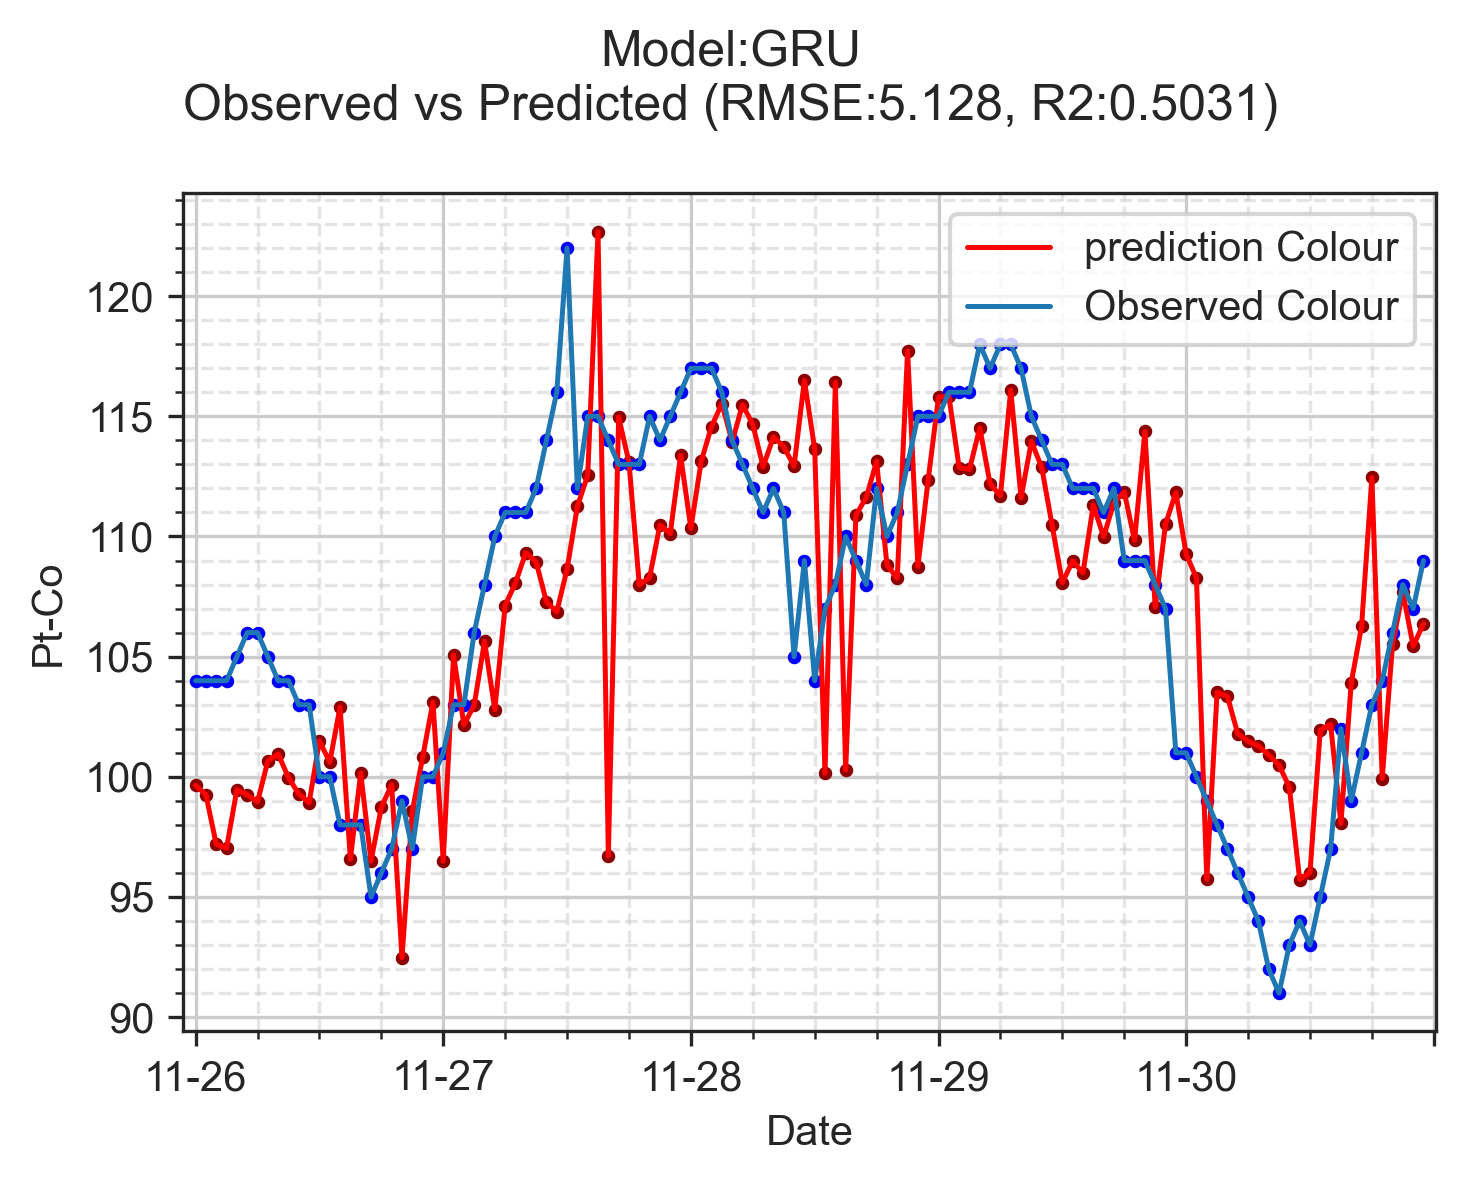 Model:GRU
Observed vs Predicted (RMSE:5.128, R2:0.5031)
prediction Colour
Observed Colour
120
115
110
105
100
95
90
Pt-Co
11-26
11-27
11-28
11-29
11-30
Date